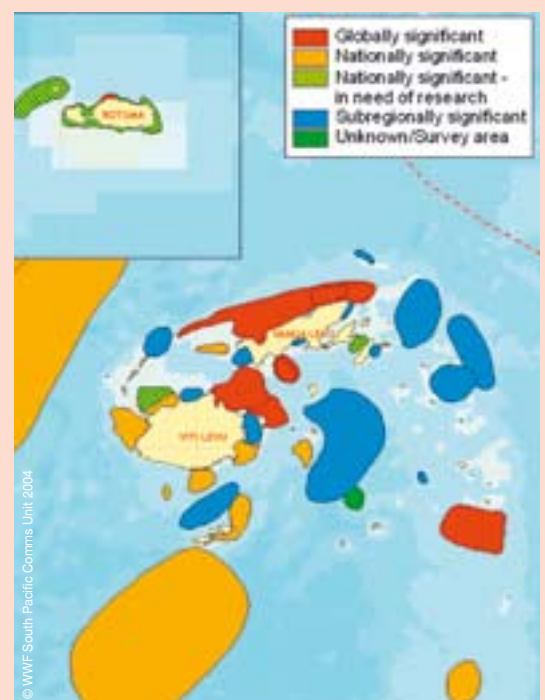 Globally significant
Nationally significant
Nationally significant -
in need of research
Subregionally significant
Unknown/Survey area
ROTUMA
VANUA LEVU
VITI LEVU
© WWF South Pacific Comms Unit 2004